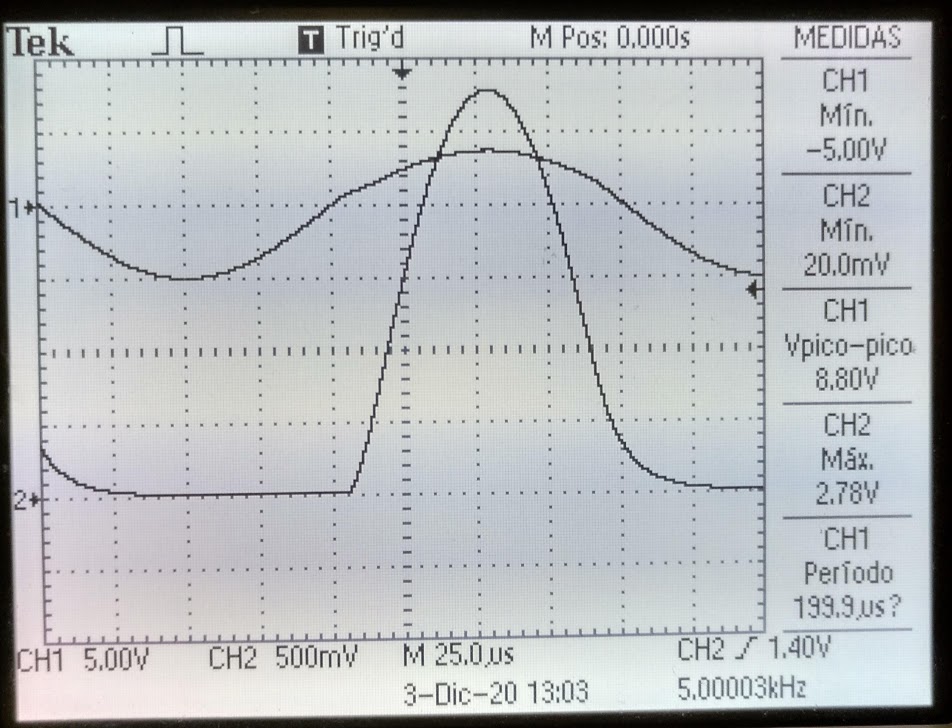 Tek T Trig'd M Pos: 0.000s MEDIDAS
CH1
Mín.
-5.00V
CH2
Mín.
20.0mV
CH1
Vpico-pico
8.80V
CH2
Máx.
2.78V
CH1
Período
199.9µs?
1
2
CH1 5.00V CH2 500mV M 25.0µs CH2 1.40V
3-Dic-20 13:03 5.00003kHz